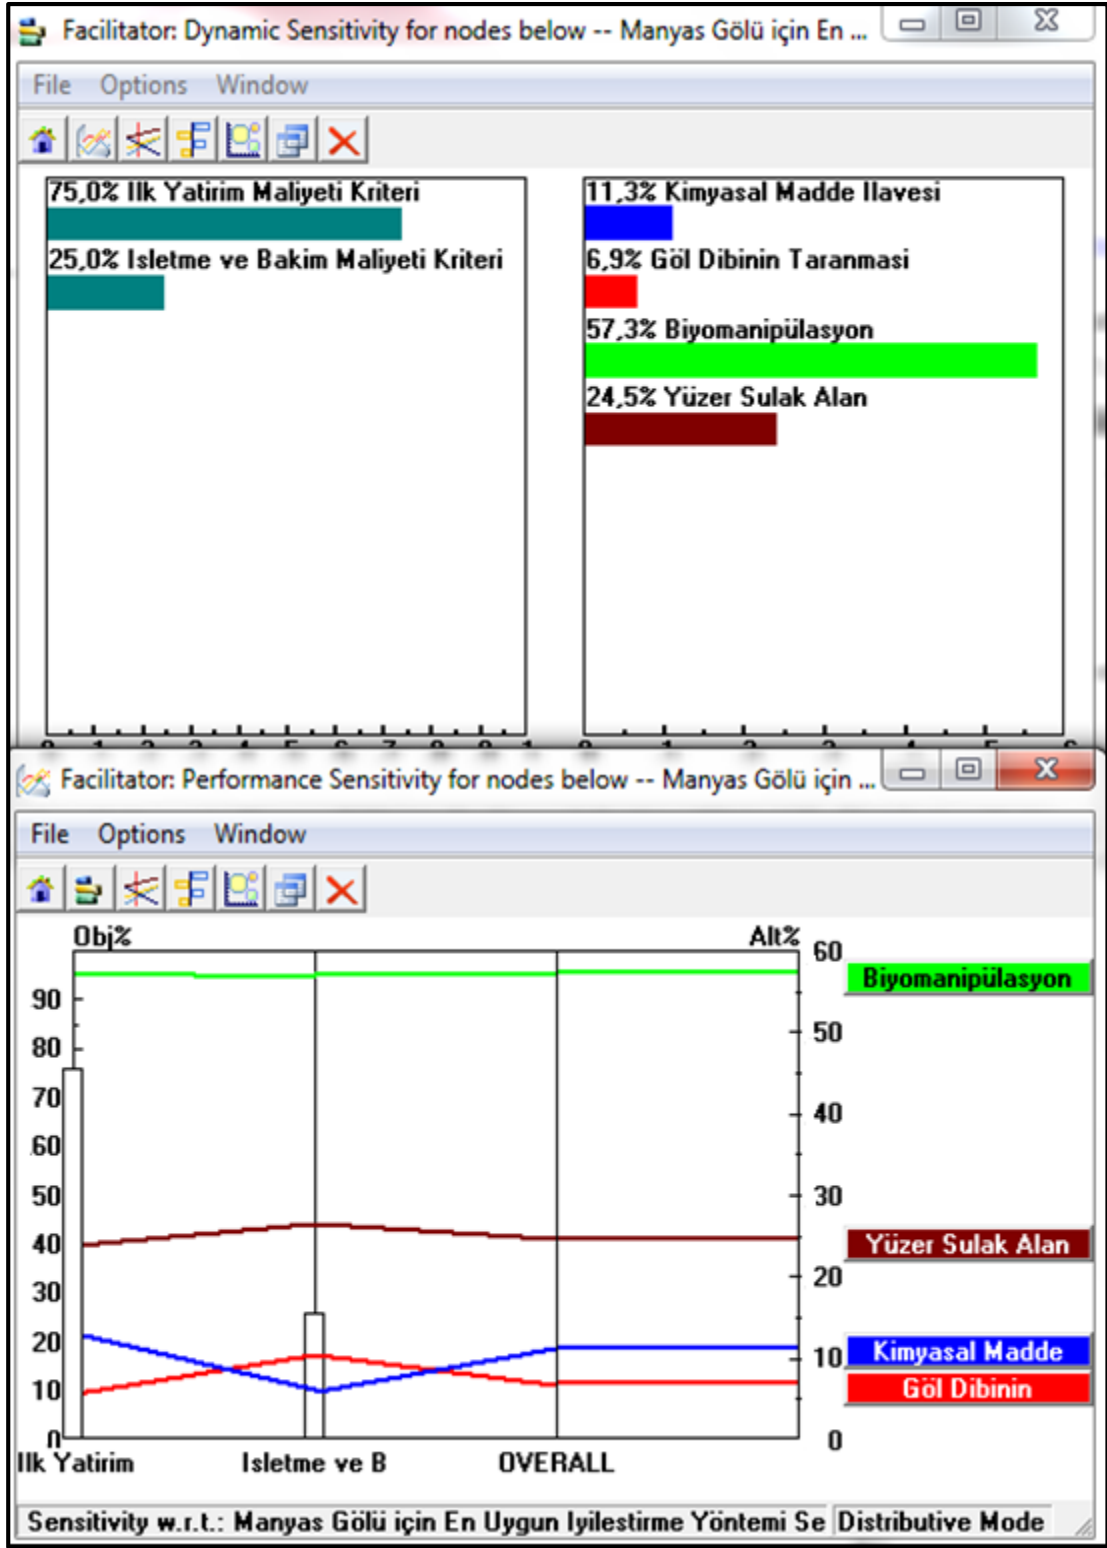 Facilitator: Dynamic Sensitivity for nodes below -- Manyas Gölü için En ...
File Options Window
75,0% Ilk Yatirim Maliyeti Kriteri
25,0% Isletme ve Bakim Maliyeti Kriteri
11,3% Kimyasal Madde Ilavesi
6,9% Göl Dibinin Taranmasi
57,3% Biyomanipülasyon
24,5% Yüzer Sulak Alan
Facilitator: Performance Sensitivity for nodes below -- Manyas Gölü için ...
File Options Window
Obj%
Alt%
90
80
70
60
50
40
30
20
10
0
60
50
40
30
20
10
0
Biyomanipülasyon
Yüzer Sulak Alan
Kimyasal Madde
Göl Dibinin
Ilk Yatirim Isletme ve B OVERALL
Sensitivity w.r.t.: Manyas Gölü için En Uygun Iyilestirme Yöntemi Se Distributive Mode